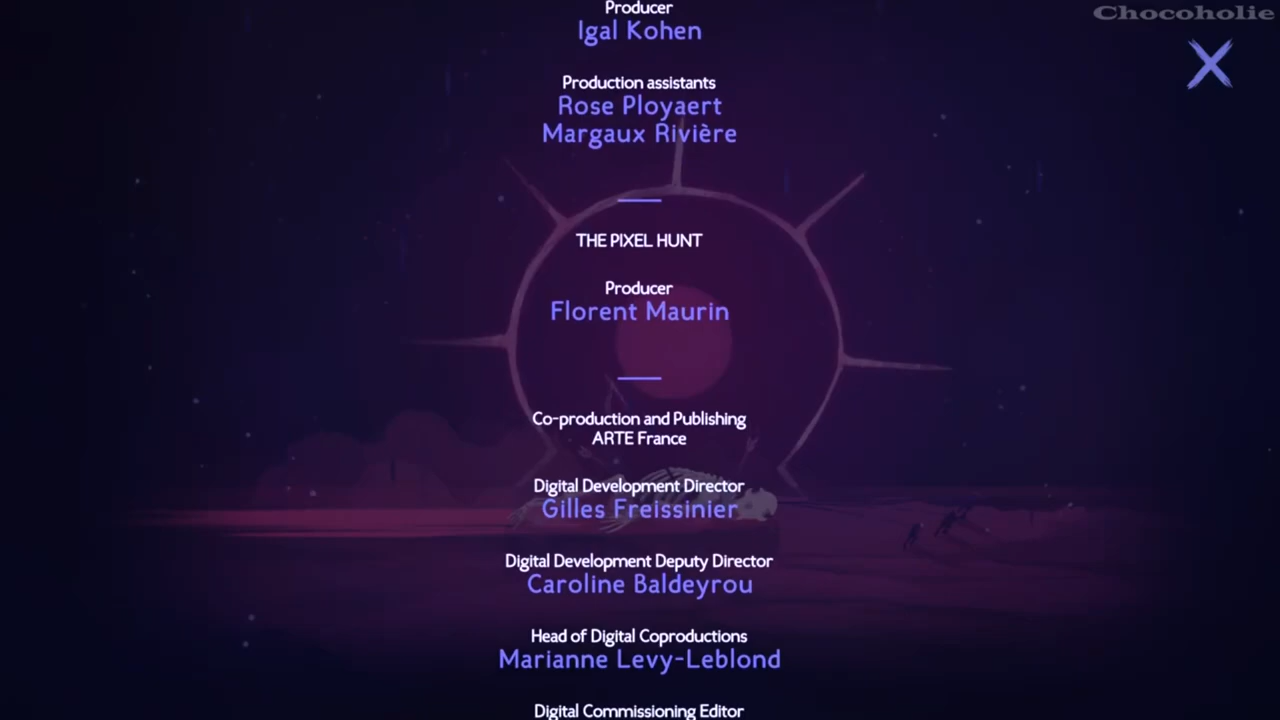 Chocoholie
Producer
Igal Kohen
Production assistants
Rose Ployaert
Margaux Rivière
THE PIXEL HUNT
Producer
Florent Maurin
Co-production and Publishing
ARTE France
Digital Development Director
Gilles Freissinier
Digital Development Deputy Director
Caroline Baldeyrou
Head of Digital Coproductions
Marianne Levy-Leblond
Digital Commissioning Editor